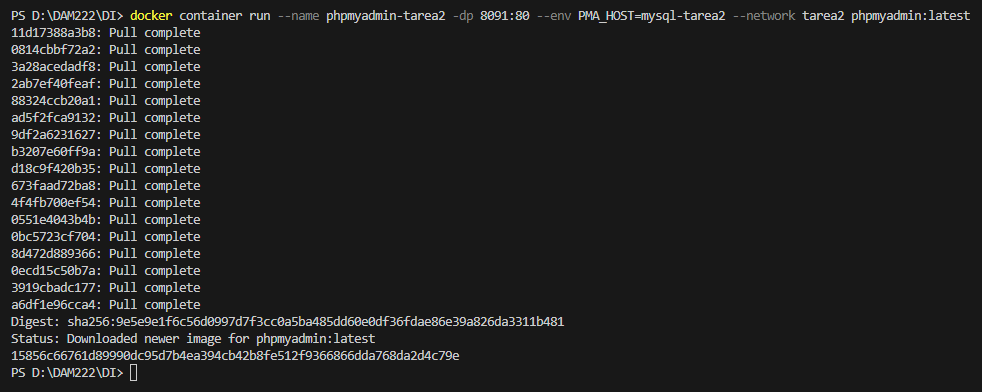 PS D:\DAM222\DI> docker container run --name phpmyadmin-tarea2 -dp 8091:80 --env PMA_HOST=mysql-tarea2 --network tarea2 phpmyadmin:latest
11d17388a3b8: Pull complete
0814cbbf72a2: Pull complete
3a28acedadf8: Pull complete
2ab7ef40feaf: Pull complete
88324ccb20a1: Pull complete
ad5f2fca9132: Pull complete
9df2a6231627: Pull complete
b3207e60ff9a: Pull complete
d18c9f420b35: Pull complete
673faad72ba8: Pull complete
4f4fb700ef54: Pull complete
0551e4043b4b: Pull complete
0bc5723cf704: Pull complete
8d472d889366: Pull complete
0ecd15c50b7a: Pull complete
3919cbadc177: Pull complete
a6df1e96cca4: Pull complete
Digest: sha256:9e5e9e1f6c56d0997d7f3cc0a5ba485dd60e0df36fdae86e39a826da3311b481
Status: Downloaded newer image for phpmyadmin:latest
15856c66761d89990dc95d7b4ea394cb42b8fe512f9366866dda768da2d4c79e
PS D:\DAM222\DI>